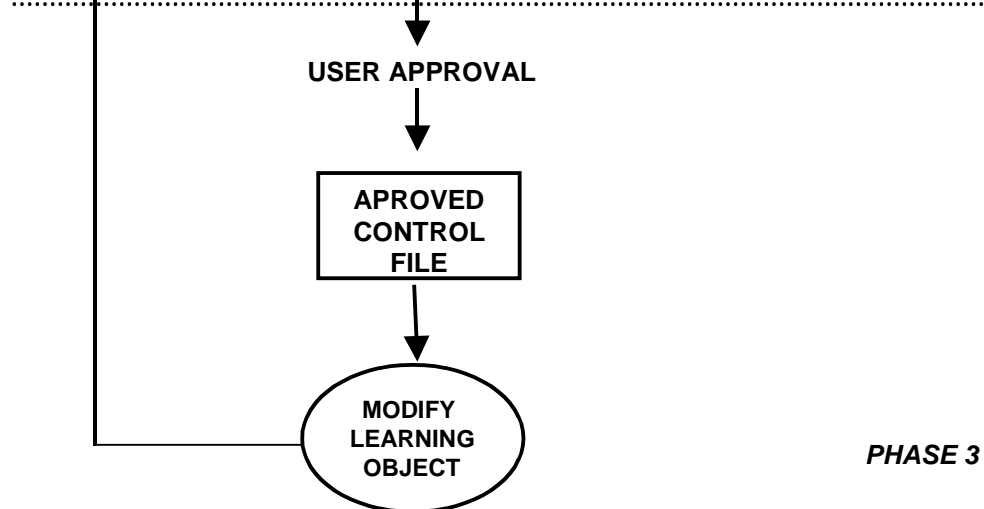 USER APPROVAL
APROVED
CONTROL
FILE
MODIFY
LEARNING
OBJECT
PHASE 3